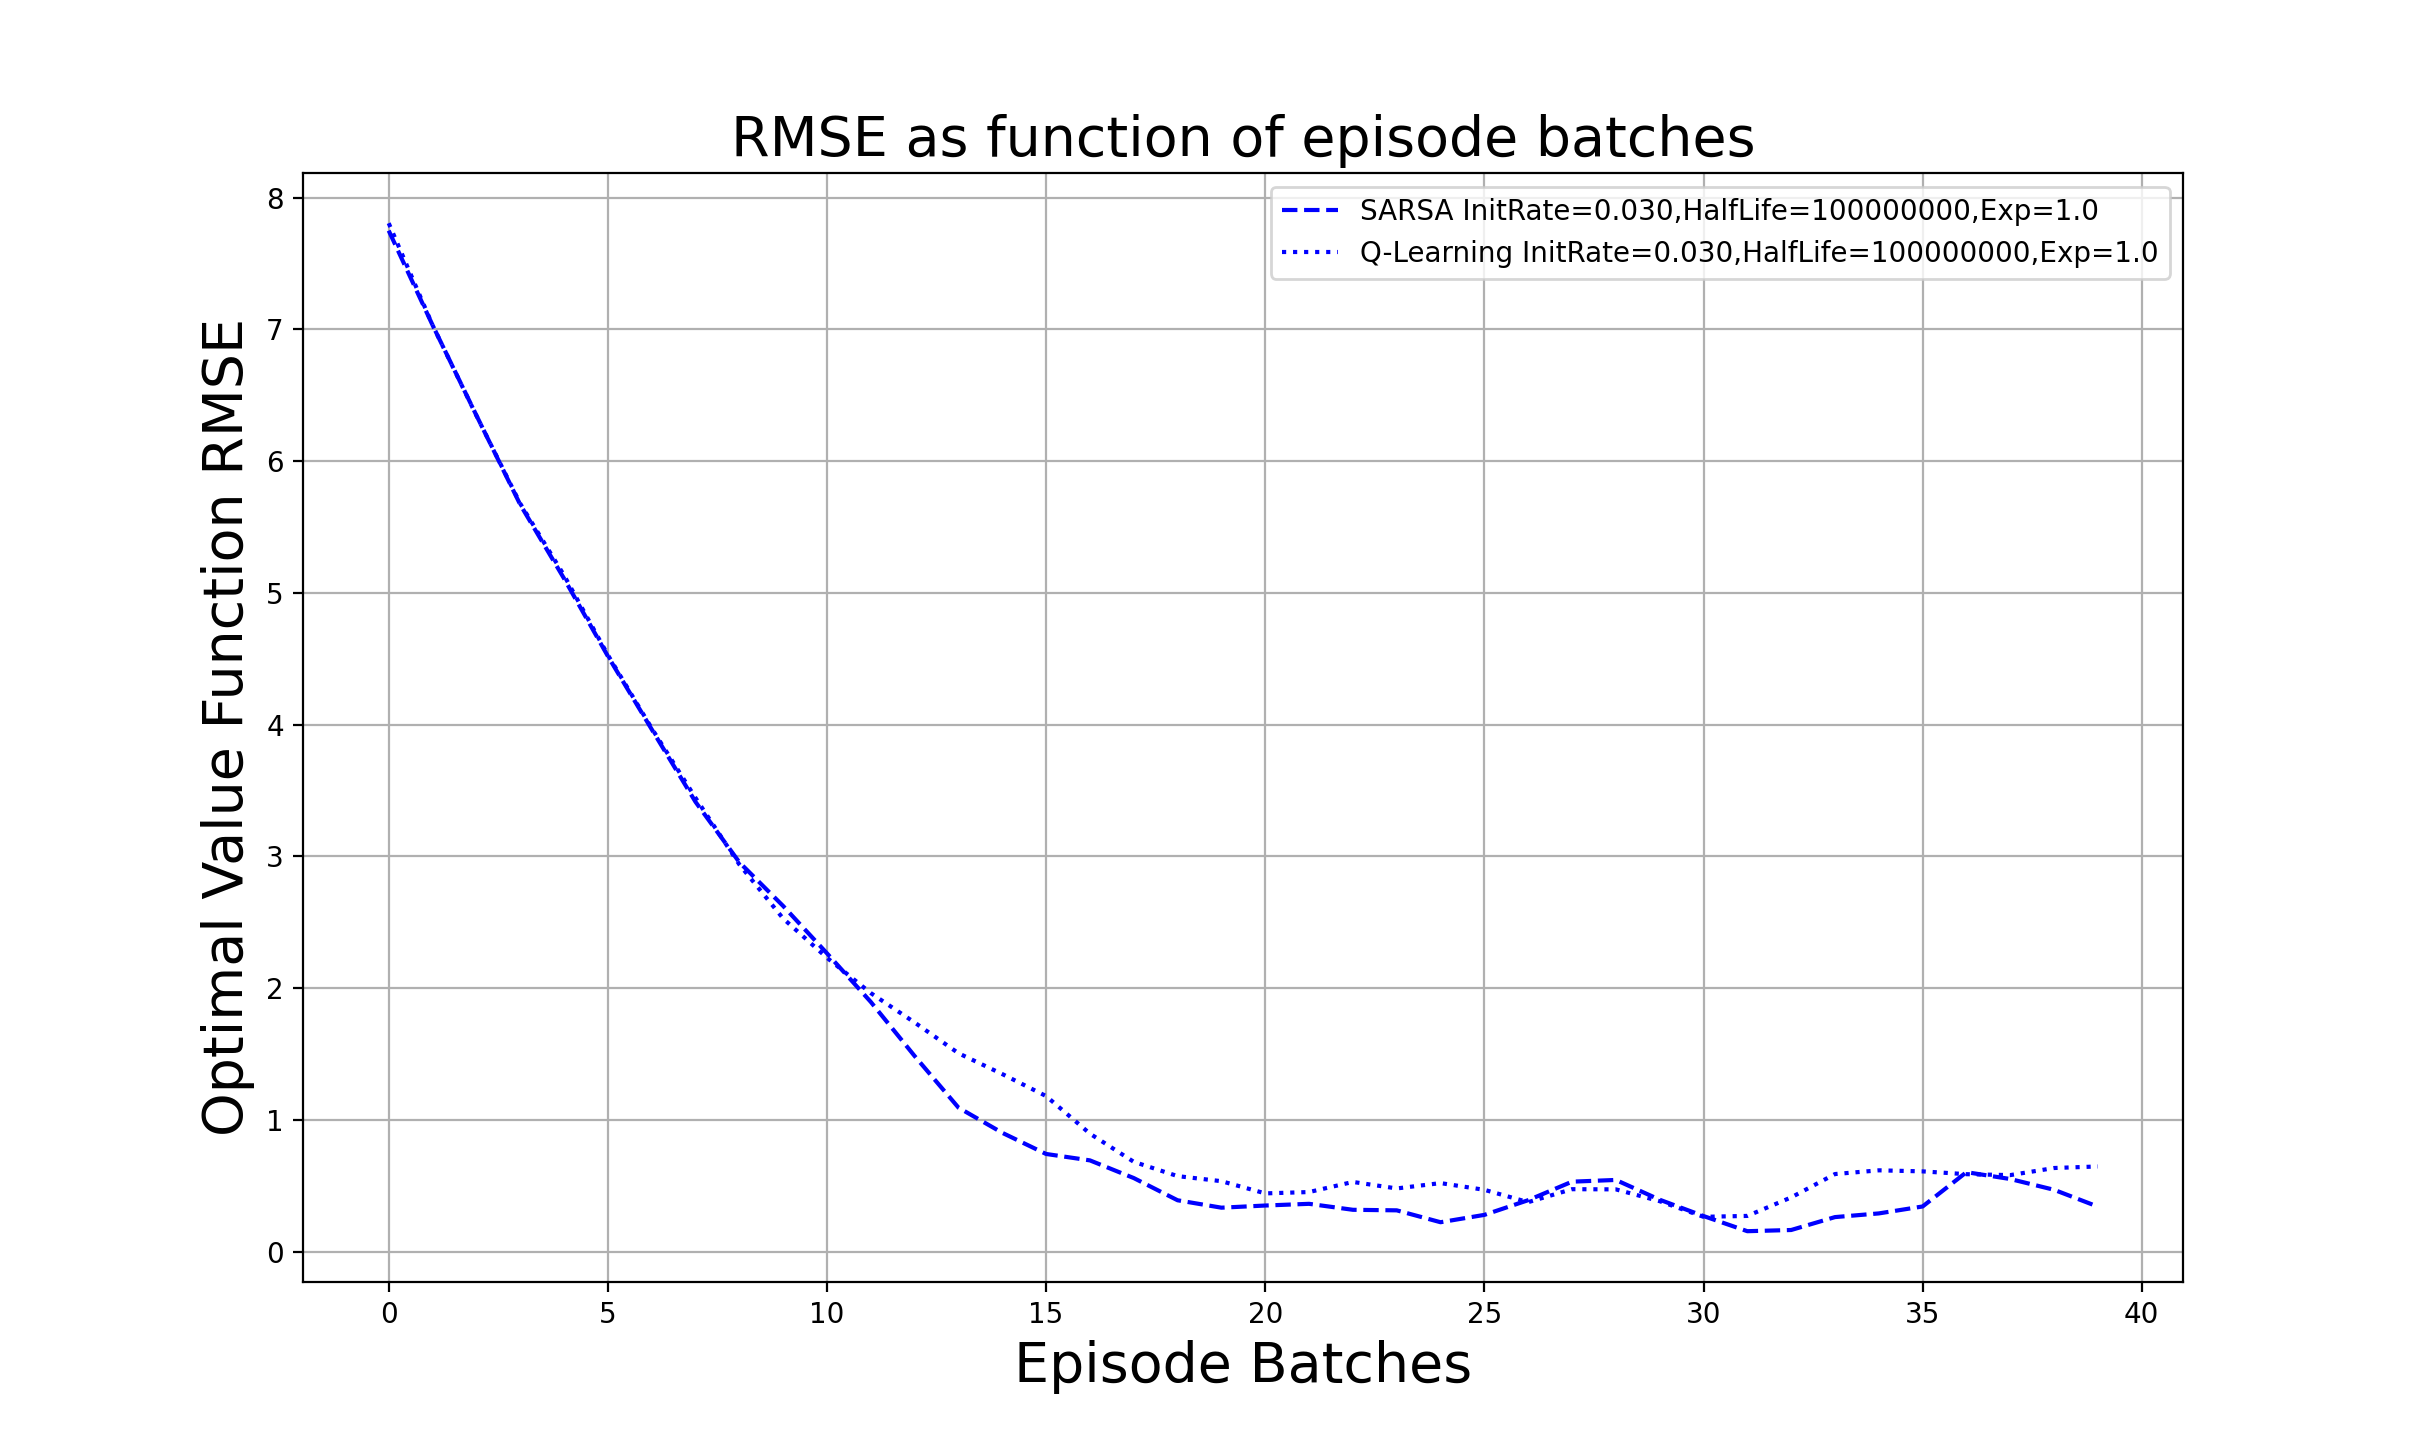 RMSE as function of episode batches
SARSA InitRate=0.030,HalfLife=100000000,Exp=1.0
Q-Learning InitRate=0.030,HalfLife=100000000,Exp=1.0
Optimal Value Function RMSE
8
7
6
5
4
3
2
1
0
0 5 10 15 20 25 30 35 40
Episode Batches